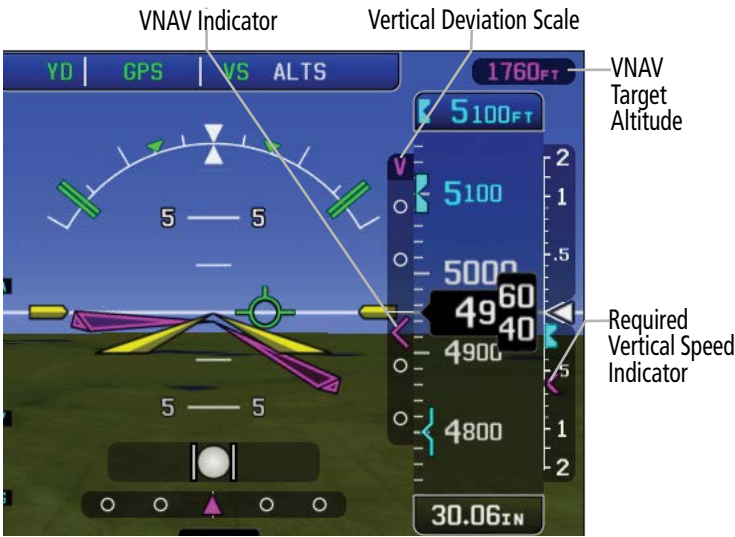 VNAV Indicator
Vertical Deviation Scale
YD GPS VS ALTS
1760FT
VNAV
Target
Altitude
5100FT
V
5100
2
1
.5
5 5
5000
4960
40
4900
Required
Vertical Speed
Indicator
.5
5 5
4800
1
2
30.06IN